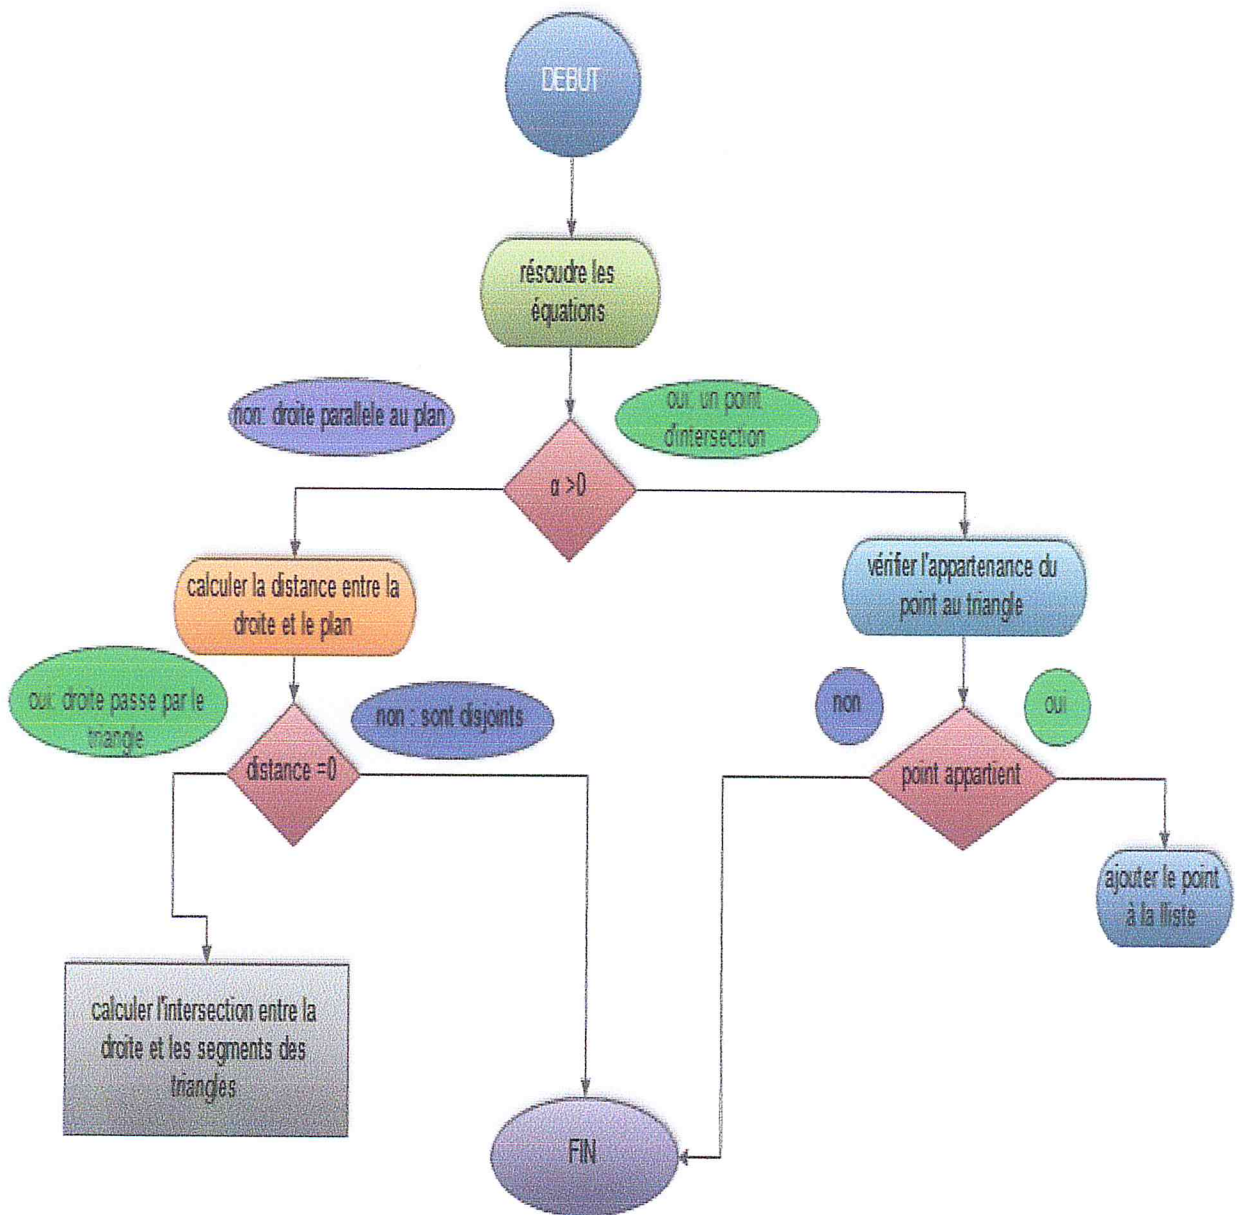 DEBUT
résoudre les
équations
non: droite parallèle au plan
oui: un point
d'intersection
α >0
calculer la distance entre la
droite et le plan
vérifier l'appartenance du
point au triangle
oui: droite passe par le
triangle
non : sont disjoints
non
oui
distance =0
point appartient
ajouter le point
à la lliste
calculer l'intersection entre la
droite et les segments des
triangles
FIN